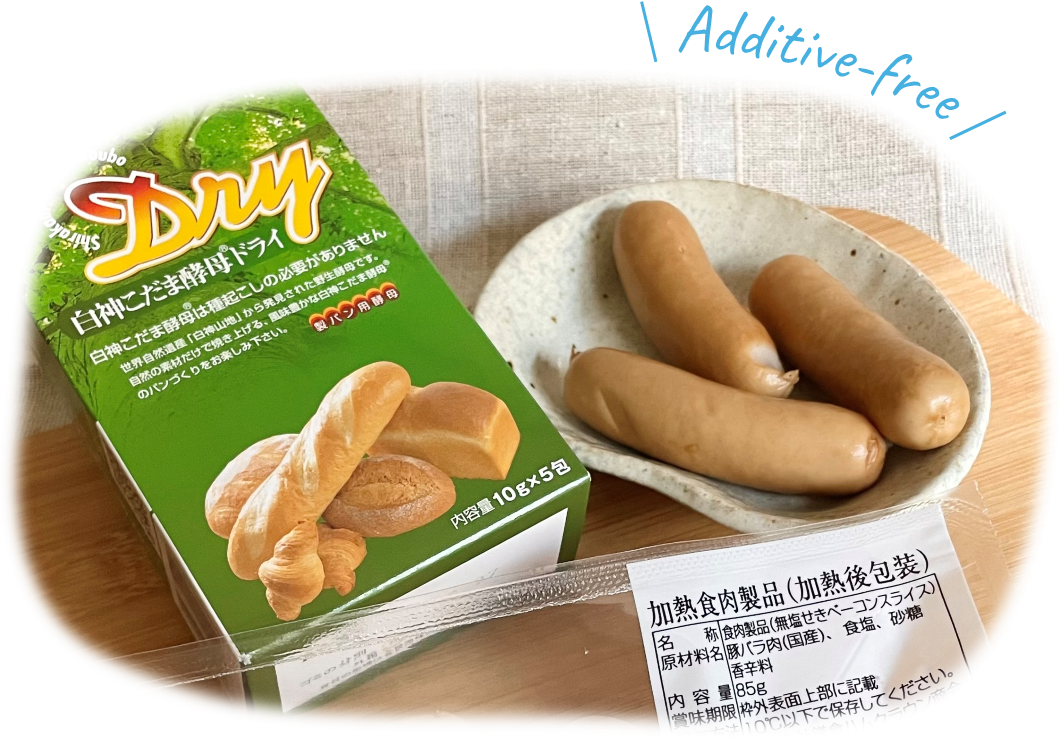 Additive-free
Dry
白神こだま酵母®ドライ
白神こだま酵母は種起こしの必要がありません
世界自然遺産「白神山地」から発見された野生酵母です。
自然の素材だけで焼き上げる、風味豊かな白神こだま酵母®
のパンづくりをお楽しみ下さい。
製パン用酵母
内容量10g×5包
加熱食肉製品(加熱後包装)
名称 食肉製品(無塩せきベーコンスライス)
原材料名 豚バラ肉(国産)、食塩、砂糖
香辛料
内容量 85g
賞味期限 枠外表面上部に記載
10℃以下で保存してください。